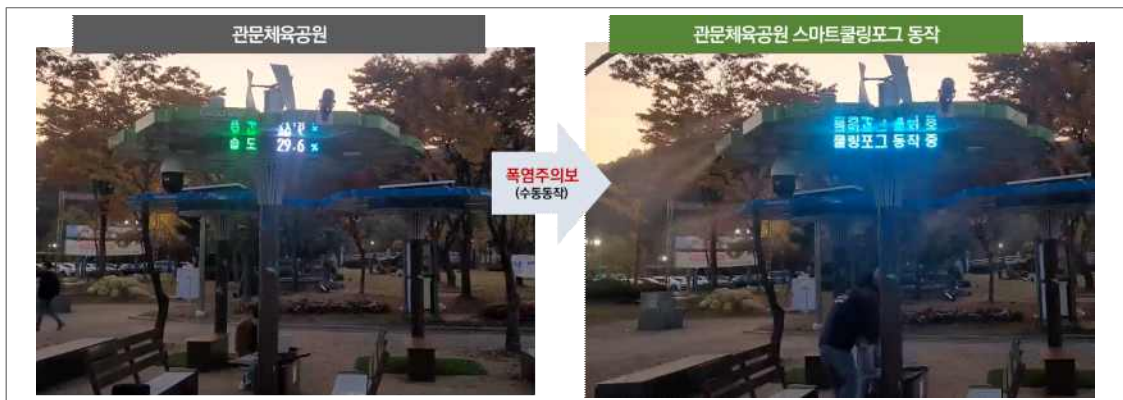 관문체육공원
관문체육공원 스마트쿨링포그 동작
습도 29.6 %
쿨링포그 동작 중
폭염주의보
(수동동작)